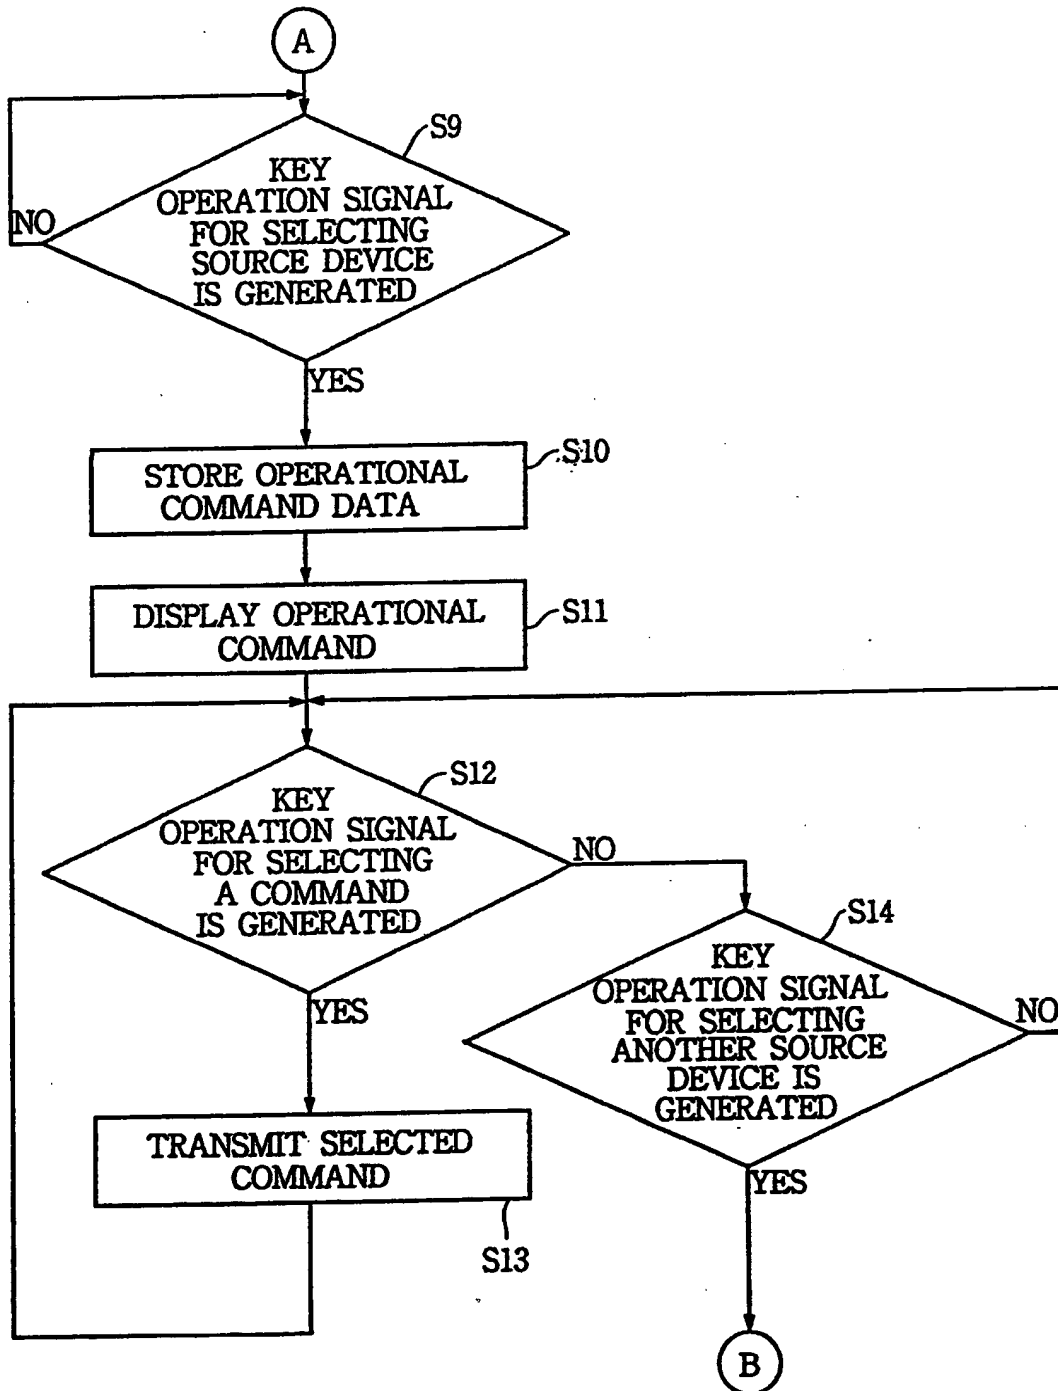 A
S9
KEY
OPERATION SIGNAL
FOR SELECTING
SOURCE DEVICE
IS GENERATED
NO
YES
S10
STORE OPERATIONAL
COMMAND DATA
S11
DISPLAY OPERATIONAL
COMMAND
S12
KEY
OPERATION SIGNAL
FOR SELECTING
A COMMAND
IS GENERATED
NO
YES
S14
KEY
OPERATION SIGNAL
FOR SELECTING
ANOTHER SOURCE
DEVICE IS
GENERATED
NO
YES
TRANSMIT SELECTED
COMMAND
S13
B